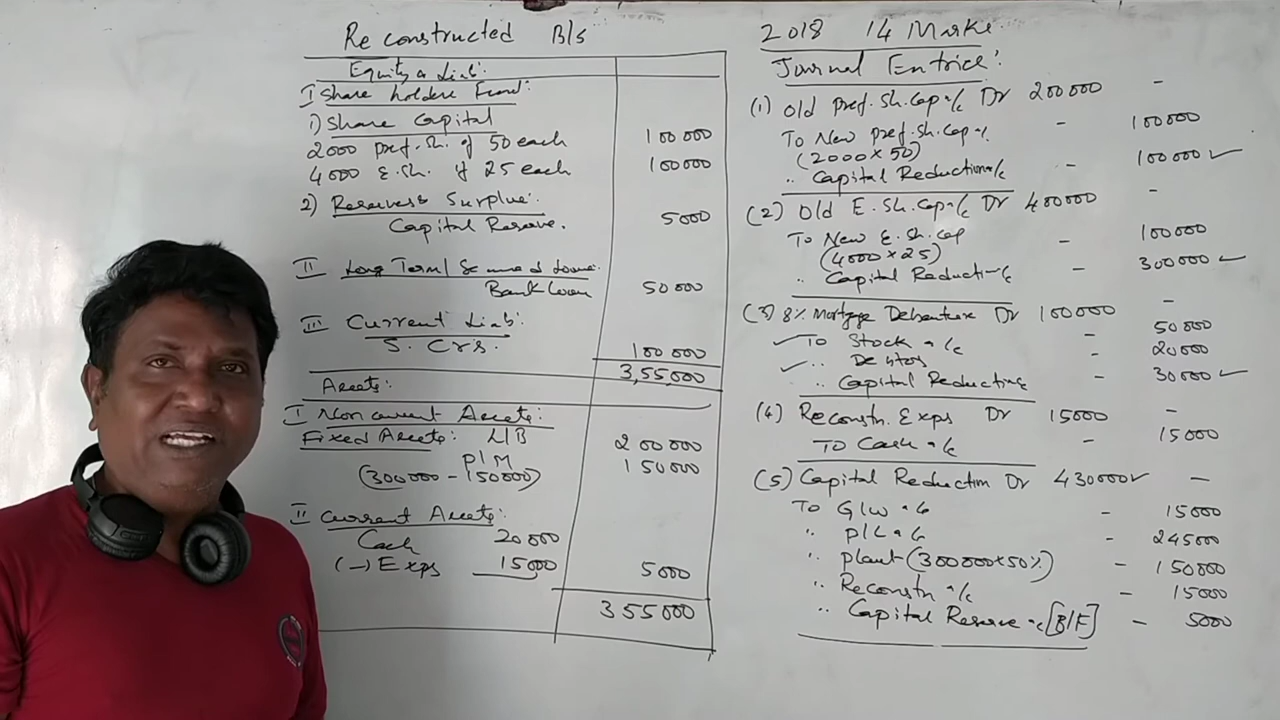 Reconstructed B/s
Equity & Liab:
I Share holders Fund:
1) Share Capital
2000 pref. sh. of 50 each 100000
4000 E. Sh. of 25 each 100000
2) Reserves & Surplus:
Capital Reserve. 5000
II Long Term / Secured Loans:
Bank Loan 50000
III Current Liab:
S. Crs. 100000
3,55,000
Assets:
I Non current Assets:
Fixed Assets: L/B 200000
P/M 150000
(300000 - 150000)
II Current Assets:
Cash 20000
(-) Exps 15000 5000
355000
2018 14 Marks
Journal Entries:
(1) Old pref. Sh. Cap a/c Dr 200000 -
To New pref. sh. Cap a/c - 100000
(2000 x 50)
" Capital Reduction a/c - 100000 ✓
(2) Old E. Sh. Cap a/c Dr 400000 -
To New E. sh. Cap - 100000
(4000 x 25)
" Capital Reduction a/c - 300000 ✓
(3) 8% Mortgage Debenture Dr 100000 -
✓ To Stock a/c - 50000
✓ " Debtors - 20000
" Capital Reduction a/c - 30000 ✓
(4) Reconstn. Exps Dr 15000 -
To Cash a/c - 15000
(5) Capital Reduction Dr 430000 ✓ -
To G/w a/c - 15000
" P/L a/c - 245000
" plant (300000 x 50%) - 150000
" Reconstn a/c - 15000
" Capital Reserve a/c [B/F] - 5000